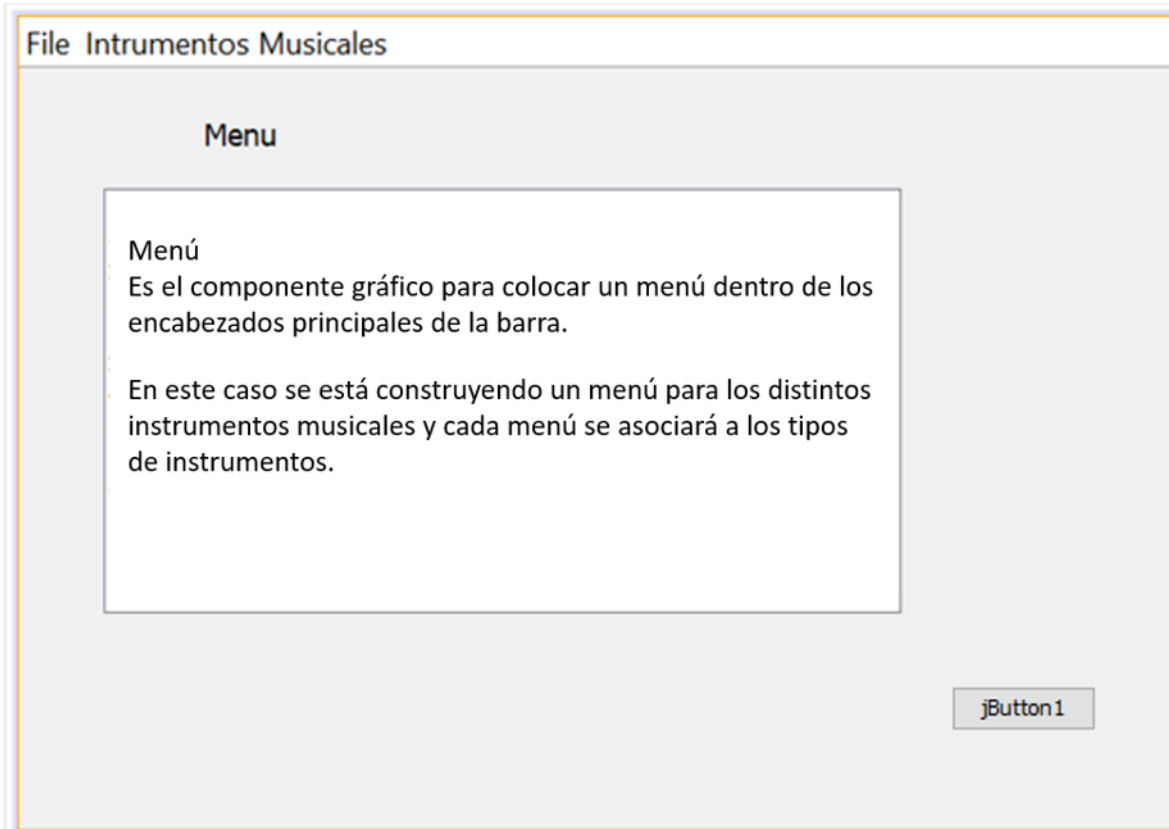 File Intrumentos Musicales
Menu
Menú
Es el componente gráfico para colocar un menú dentro de los
encabezados principales de la barra.
En este caso se está construyendo un menú para los distintos
instrumentos musicales y cada menú se asociará a los tipos
de instrumentos.
jButton1